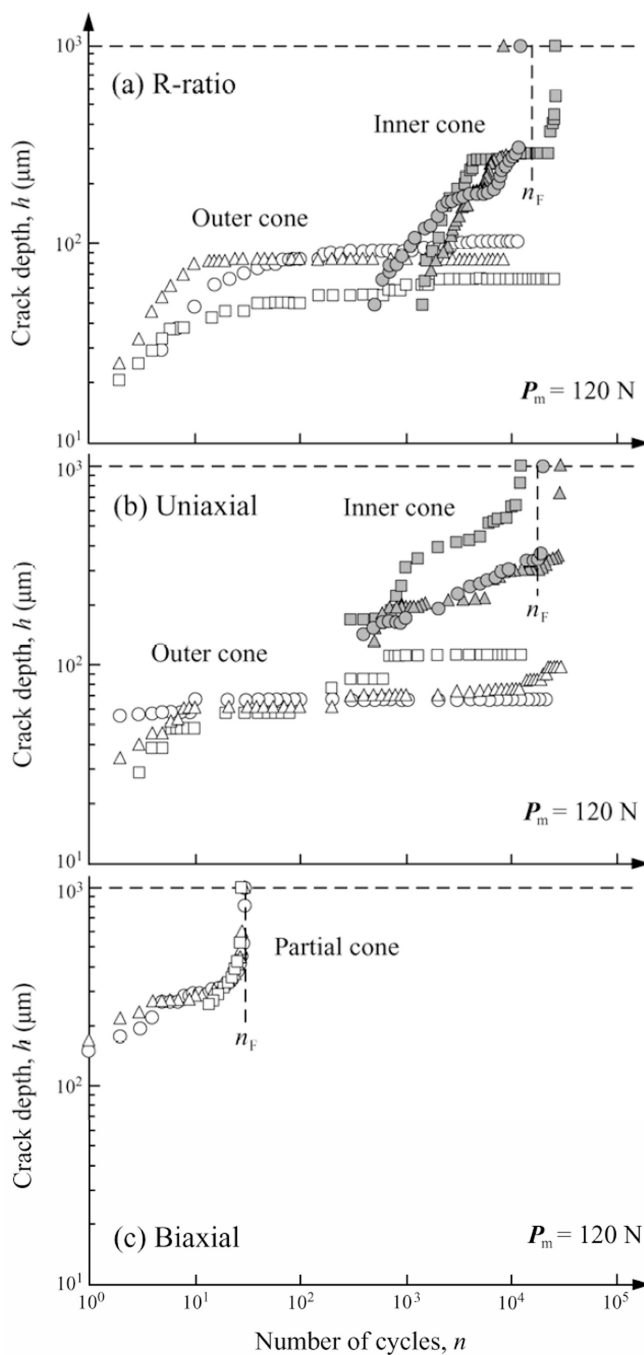 10³
(a) R-ratio
Inner cone
n_F
Outer cone
10²
Crack depth, h (μm)
P_m = 120 N
10¹
10³
(b) Uniaxial
Inner cone
n_F
Outer cone
10²
Crack depth, h (μm)
P_m = 120 N
10¹
10³
Partial cone
n_F
10²
Crack depth, h (μm)
(c) Biaxial
P_m = 120 N
10¹
10⁰ 10¹ 10² 10³ 10⁴ 10⁵
Number of cycles, n